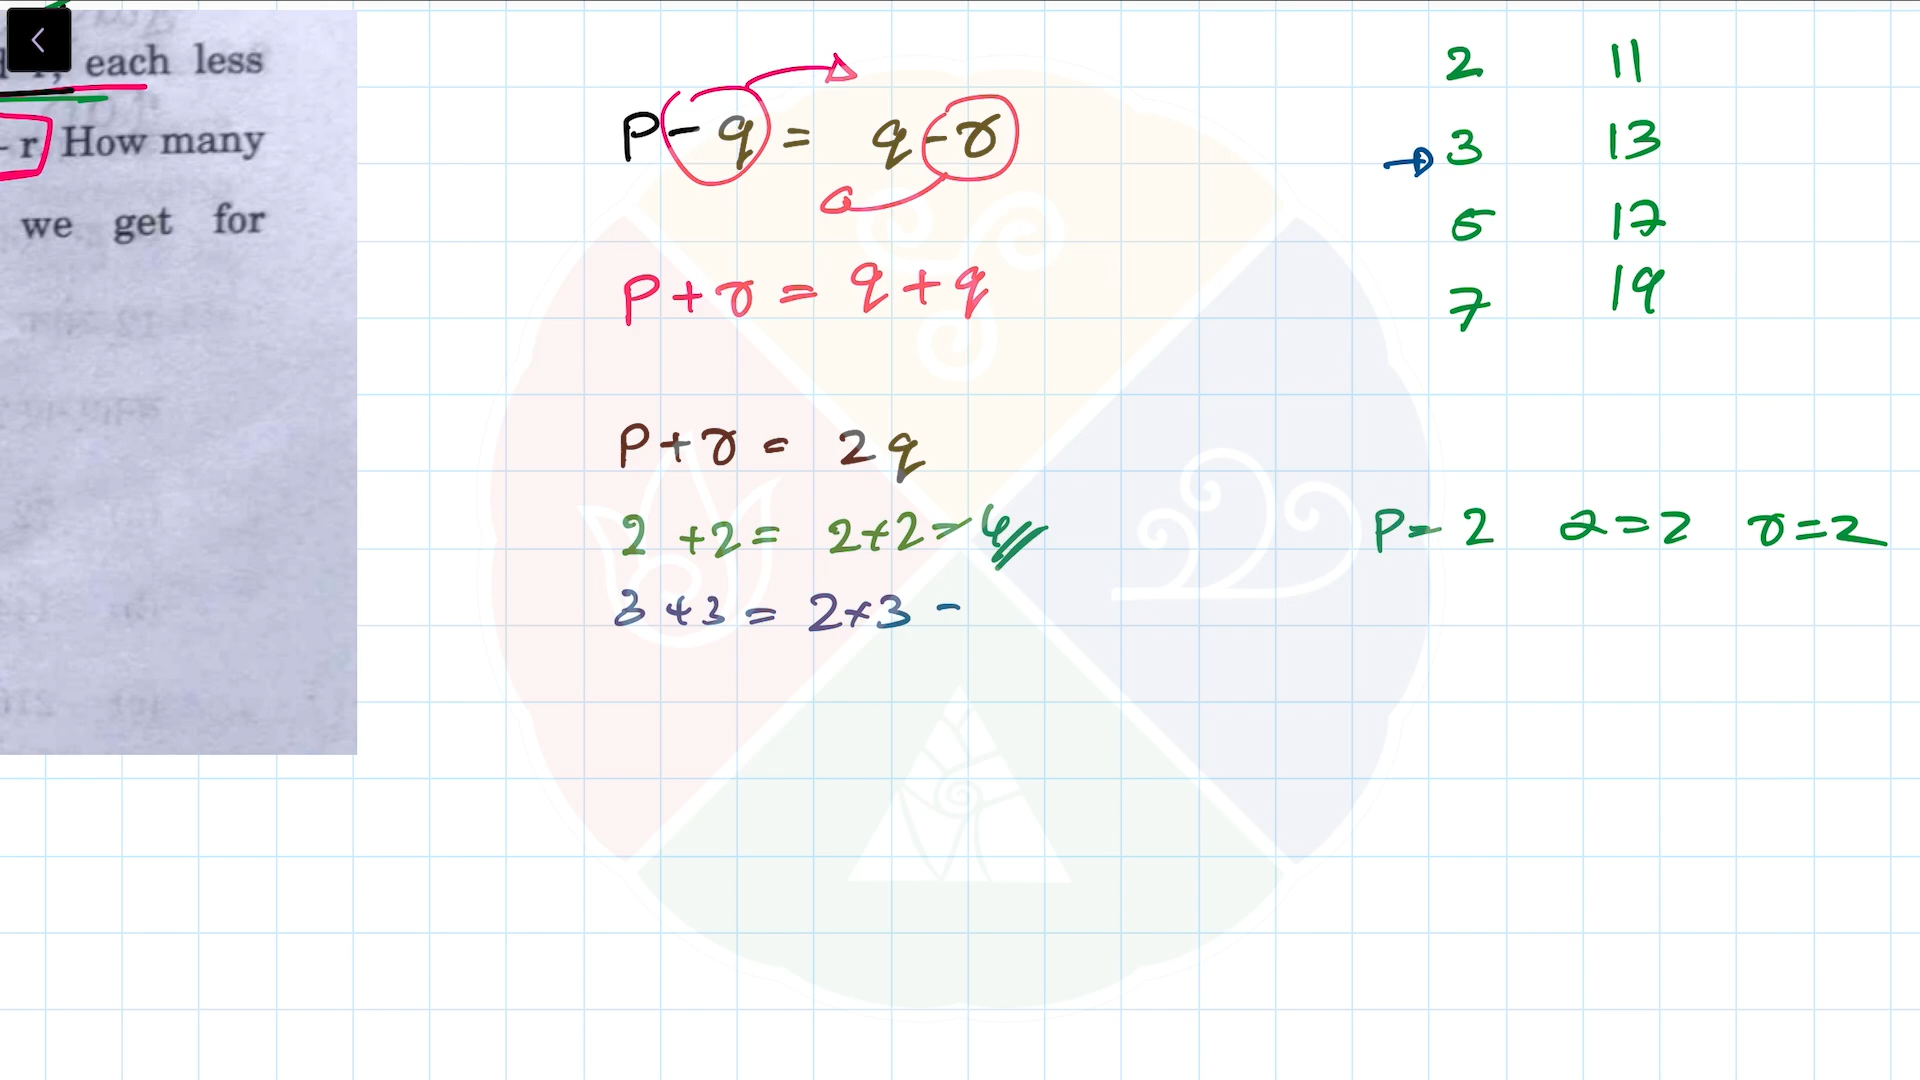 each less
- r. How many
we get for
P - q = q - r
P + r = q + q
P + r = 2q
2 + 2 = 2×2 = 4
3 + 3 = 2×3 -
2 11
3 13
5 17
7 19
P = 2 2 = 2 r = 2